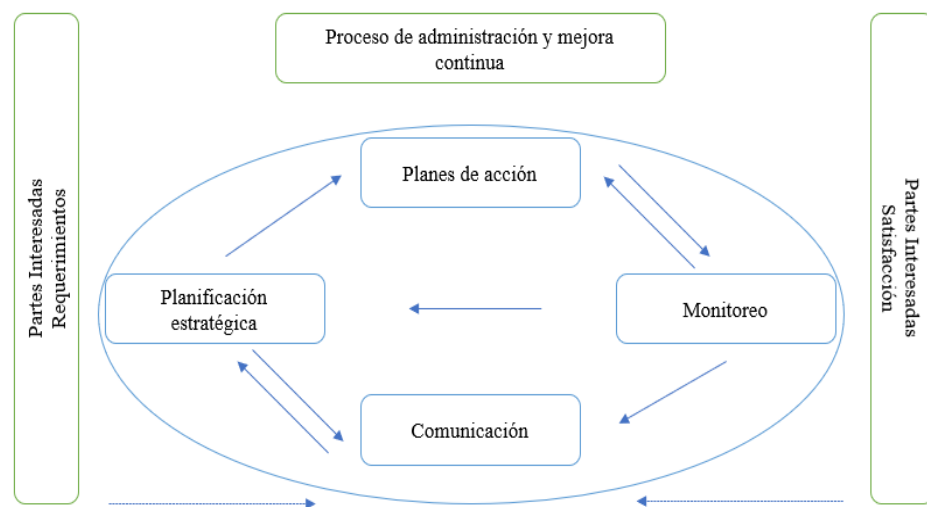 Proceso de administración y mejora
continua
Partes Interesadas
Requerimientos
Planes de acción
Planificación
estratégica
Monitoreo
Comunicación
Partes Interesadas
Satisfacción